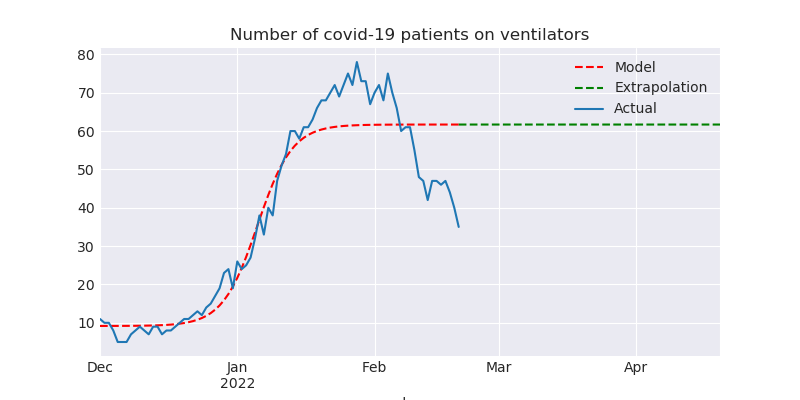 Number of covid-19 patients on ventilators
80
70
60
50
40
30
20
10
Model
Extrapolation
Actual
Dec
Jan
2022
Feb
Mar
Apr